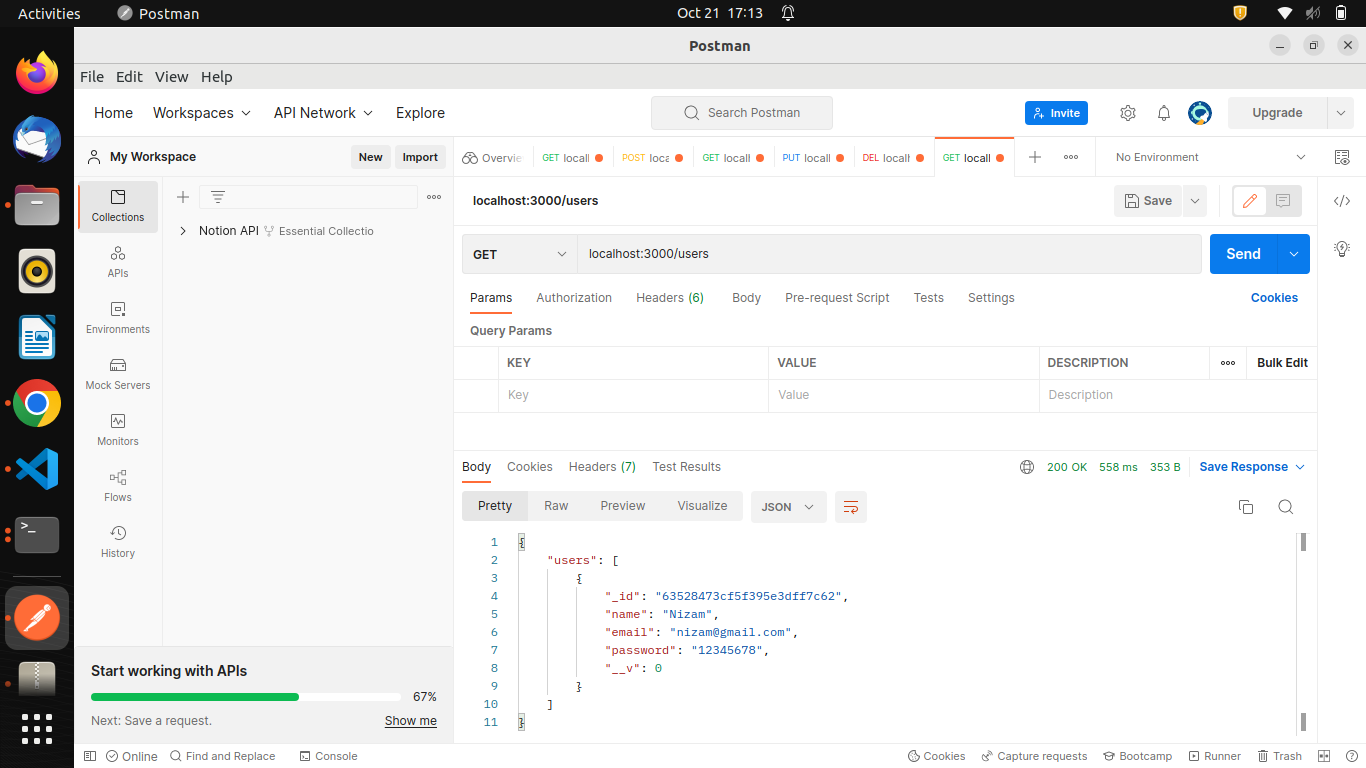 Activities Postman Oct 21 17:13
Postman
File Edit View Help
Home Workspaces API Network Explore Search Postman Invite Upgrade
My Workspace New Import Overvie GET locall POST loca GET locall PUT locall DEL locall GET locall No Environment
Collections
Notion API Essential Collectio
APIs
Environments
Mock Servers
Monitors
Flows
History
localhost:3000/users Save
GET localhost:3000/users Send
Params Authorization Headers (6) Body Pre-request Script Tests Settings Cookies
Query Params
KEY VALUE DESCRIPTION Bulk Edit
Key Value Description
Body Cookies Headers (7) Test Results 200 OK 558 ms 353 B Save Response
Pretty Raw Preview Visualize JSON
1 {
2 "users": [
3 {
4 "_id": "63528473cf5f395e3dff7c62",
5 "name": "Nizam",
6 "email": "nizam@gmail.com",
7 "password": "12345678",
8 "__v": 0
9 }
10 ]
11 }
Start working with APIs
67%
Next: Save a request. Show me
Online Find and Replace Console Cookies Capture requests Bootcamp Runner Trash